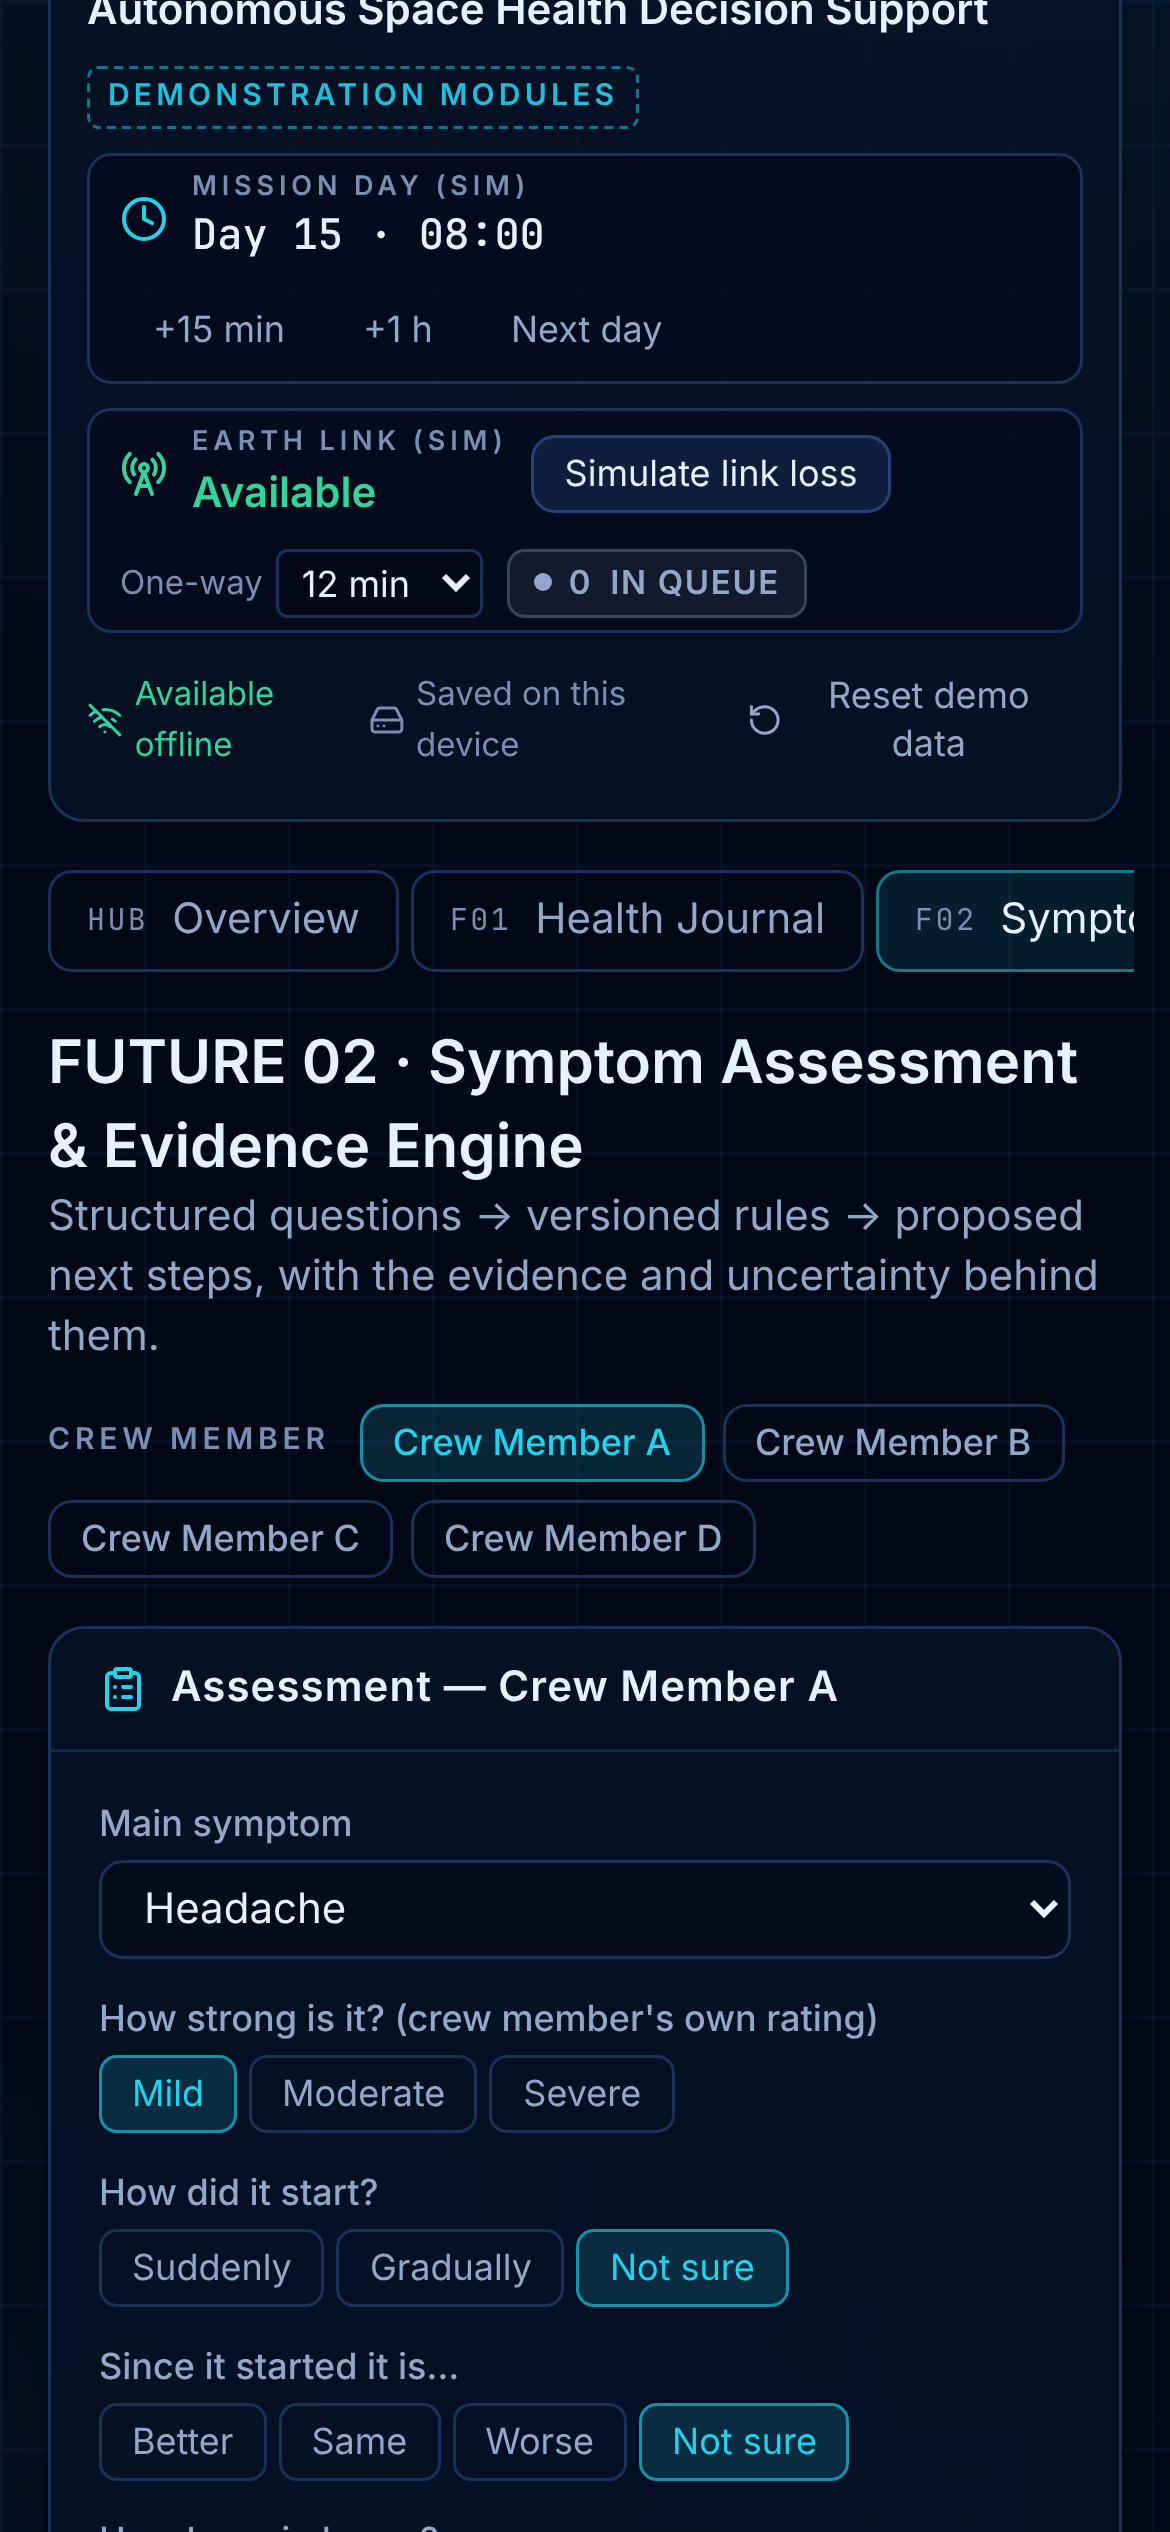 Autonomous Space Health Decision Support
DEMONSTRATION MODULES
MISSION DAY (SIM)
Day 15 · 08:00
+15 min +1 h Next day
EARTH LINK (SIM)
Available
Simulate link loss
One-way 12 min 0 IN QUEUE
Available
offline
Saved on this
device
Reset demo
data
HUB Overview F01 Health Journal F02
FUTURE 02 · Symptom Assessment
& Evidence Engine
Structured questions → versioned rules → proposed
next steps, with the evidence and uncertainty behind
them.
CREW MEMBER Crew Member A Crew Member B
Crew Member C Crew Member D
Assessment — Crew Member A
Main symptom
Headache
How strong is it? (crew member's own rating)
Mild Moderate Severe
How did it start?
Suddenly Gradually Not sure
Since it started it is...
Better Same Worse Not sure